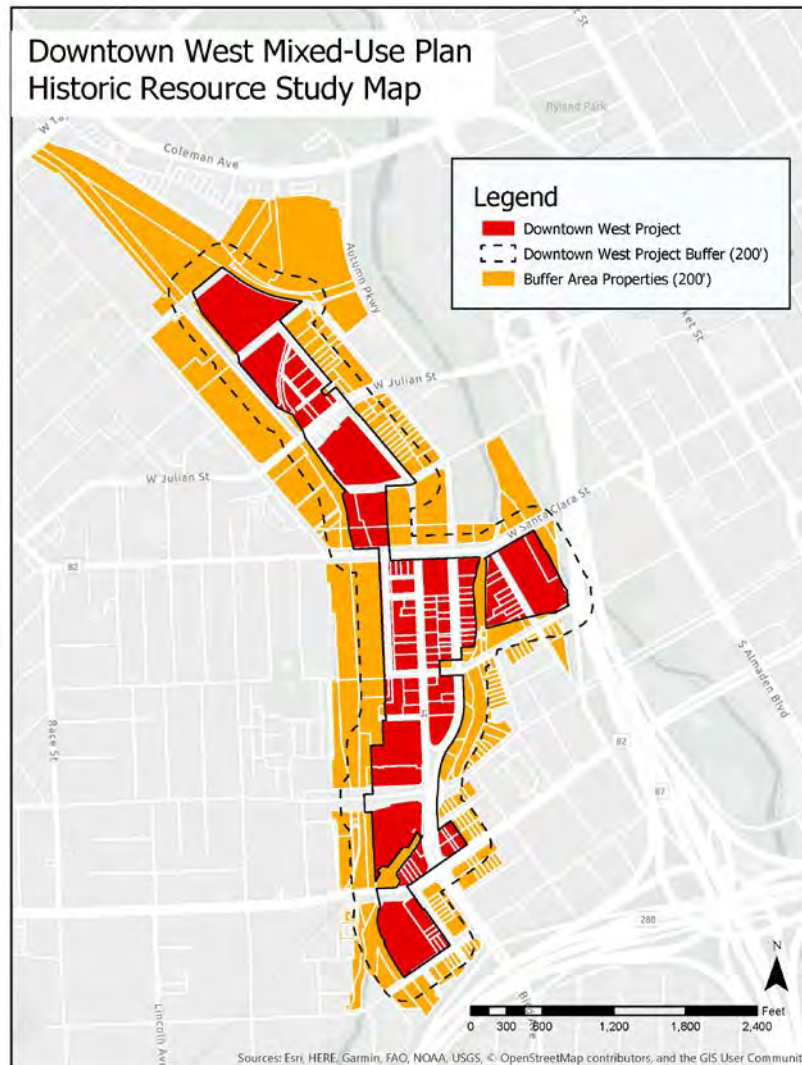 Downtown West Mixed-Use Plan
Historic Resource Study Map
Ryland Park
Coleman Ave
Legend
Downtown West Project
Downtown West Project Buffer (200')
Buffer Area Properties (200')
Autumn Pkwy
W Julian St
W Julian St
W Santa Clara St
82
S Almaden Blvd
Race St
82
87
280
N
Lincoln Ave
Feet
0 300 600 1,200 1,800 2,400
Sources: Esri, HERE, Garmin, FAO, NOAA, USGS, © OpenStreetMap contributors, and the GIS User Communit